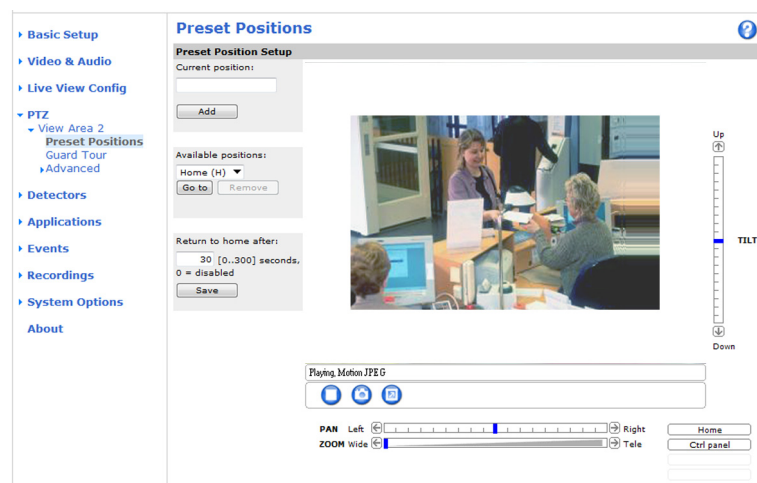 Basic Setup
Video & Audio
Live View Config
PTZ
View Area 2
Preset Positions
Guard Tour
Advanced
Detectors
Applications
Events
Recordings
System Options
About
Preset Positions
Preset Position Setup
Current position:
Add
Available positions:
Home (H)
Go to Remove
Return to home after:
30 [0..300] seconds,
0 = disabled
Save
Up
TILT
Down
Playing, Motion JPEG
PAN Left Right Home
ZOOM Wide Tele Ctrl panel